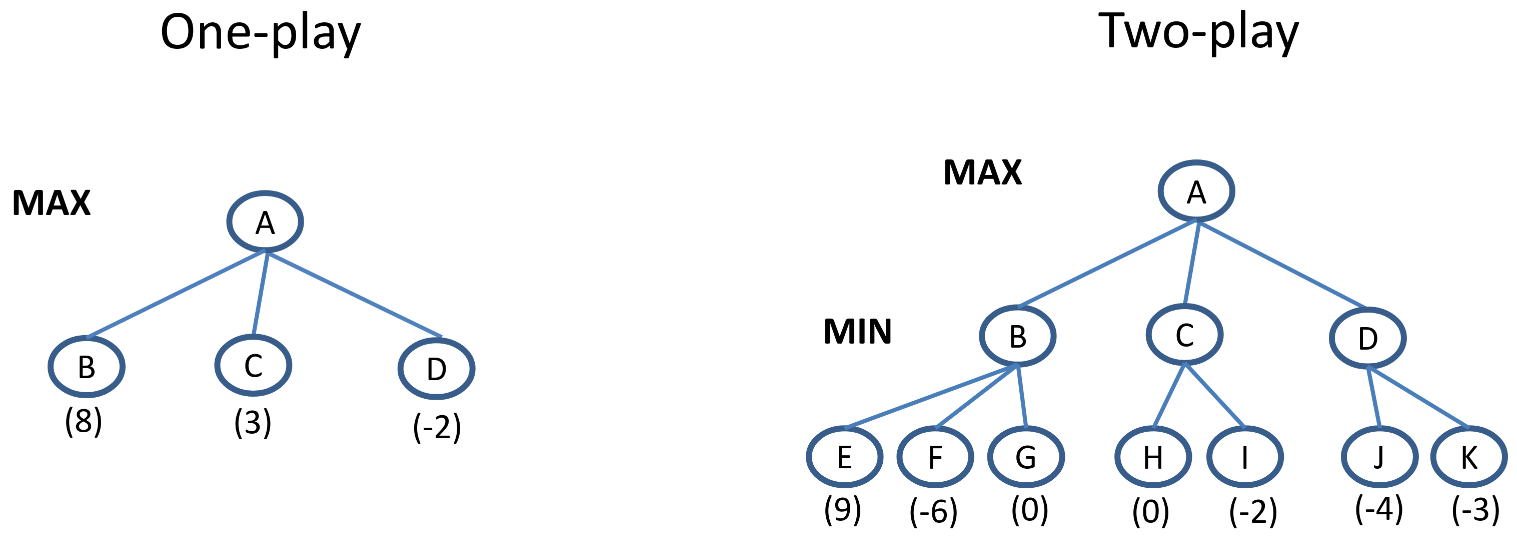 One-play
MAX
A
B
C
D
(8)
(3)
(-2)
Two-play
MAX
A
MIN
B
C
D
E
F
G
H
I
J
K
(9)
(-6)
(0)
(0)
(-2)
(-4)
(-3)